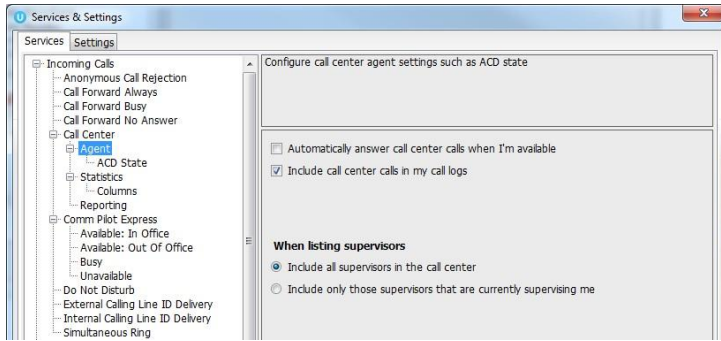 Services & Settings
Services Settings
Incoming Calls
Anonymous Call Rejection
Call Forward Always
Call Forward Busy
Call Forward No Answer
Call Center
Agent
ACD State
Statistics
Columns
Reporting
Comm Pilot Express
Available: In Office
Available: Out Of Office
Busy
Unavailable
Do Not Disturb
External Calling Line ID Delivery
Internal Calling Line ID Delivery
Simultaneous Ring
Configure call center agent settings such as ACD state
Automatically answer call center calls when I'm available
Include call center calls in my call logs
When listing supervisors
Include all supervisors in the call center
Include only those supervisors that are currently supervising me